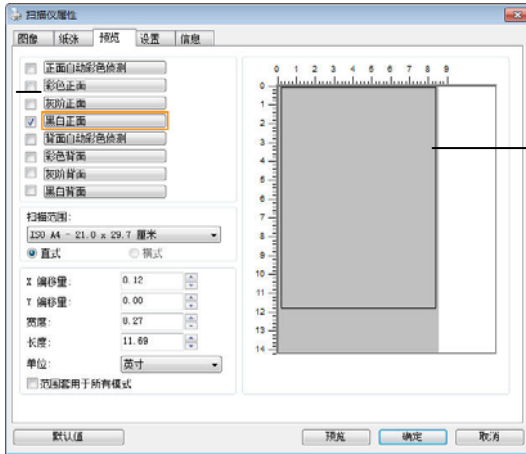 扫描仪属性
图像 纸张 预览 设置 信息
正面自动彩色侦测
彩色正面
灰阶正面
黑白正面
背面自动彩色侦测
彩色背面
灰阶背面
黑白背面
扫描范围:
ISO A4 - 21.0 x 29.7 厘米
直式 横式
X 偏移量: 0.12
Y 偏移量: 0.00
宽度: 8.27
长度: 11.69
单位: 英寸
范围套用于所有模式
0 1 2 3 4 5 6 7 8 9
0
1
2
3
4
5
6
7
8
9
10
11
12
13
14
默认值 预览 确定 取消